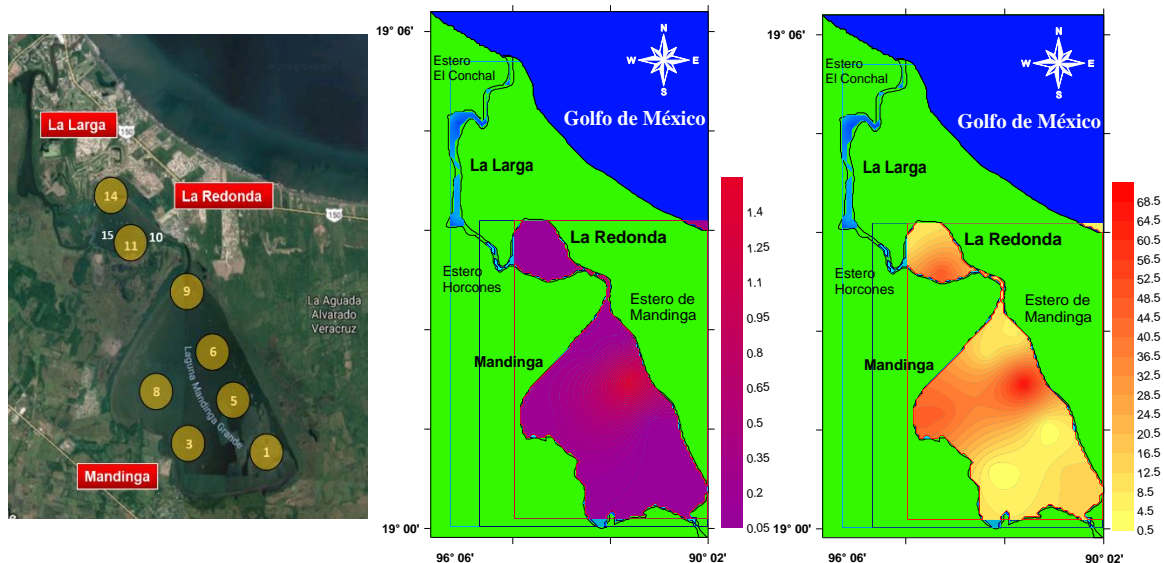 La Larga
150
La Redonda
150
14
15
11
10
9
La Aguada
Alvarado
Veracruz
6
Laguna Mandinga Grande
8
5
3
1
Mandinga
19° 06'
Estero
El Conchal
N
W
E
S
Golfo de México
La Larga
La Redonda
Estero
Horcones
Estero de
Mandinga
Mandinga
1.4
1.25
1.1
0.95
0.8
0.65
0.5
0.35
0.2
0.05
19° 00'
96° 06'
90° 02'
19° 06'
Estero
El Conchal
N
W
E
S
Golfo de México
La Larga
La Redonda
Estero
Horcones
Estero de
Mandinga
Mandinga
68.5
64.5
60.5
56.5
52.5
48.5
44.5
40.5
36.5
32.5
28.5
24.5
20.5
16.5
12.5
8.5
4.5
0.5
19° 00'
96° 06'
90° 02'